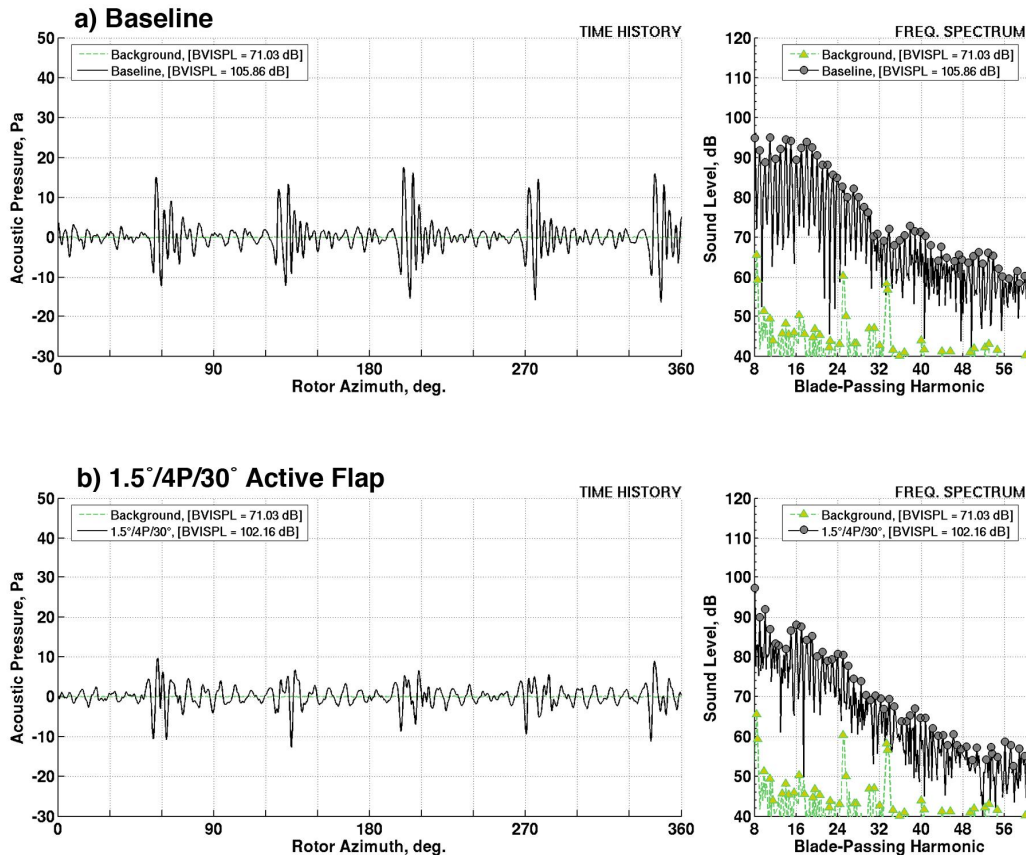 a) Baseline
TIME HISTORY
Background, [BVISPL = 71.03 dB]
Baseline, [BVISPL = 105.86 dB]
Acoustic Pressure, Pa
50
40
30
20
10
0
-10
-20
-30
0 90 180 270 360
Rotor Azimuth, deg.
FREQ. SPECTRUM
Background, [BVISPL = 71.03 dB]
Baseline, [BVISPL = 105.86 dB]
Sound Level, dB
120
110
100
90
80
70
60
50
40
8 16 24 32 40 48 56
Blade-Passing Harmonic
b) 1.5°/4P/30° Active Flap
TIME HISTORY
Background, [BVISPL = 71.03 dB]
1.5°/4P/30°, [BVISPL = 102.16 dB]
Acoustic Pressure, Pa
50
40
30
20
10
0
-10
-20
-30
0 90 180 270 360
Rotor Azimuth, deg.
FREQ. SPECTRUM
Background, [BVISPL = 71.03 dB]
1.5°/4P/30°, [BVISPL = 102.16 dB]
Sound Level, dB
120
110
100
90
80
70
60
50
40
8 16 24 32 40 48 56
Blade-Passing Harmonic